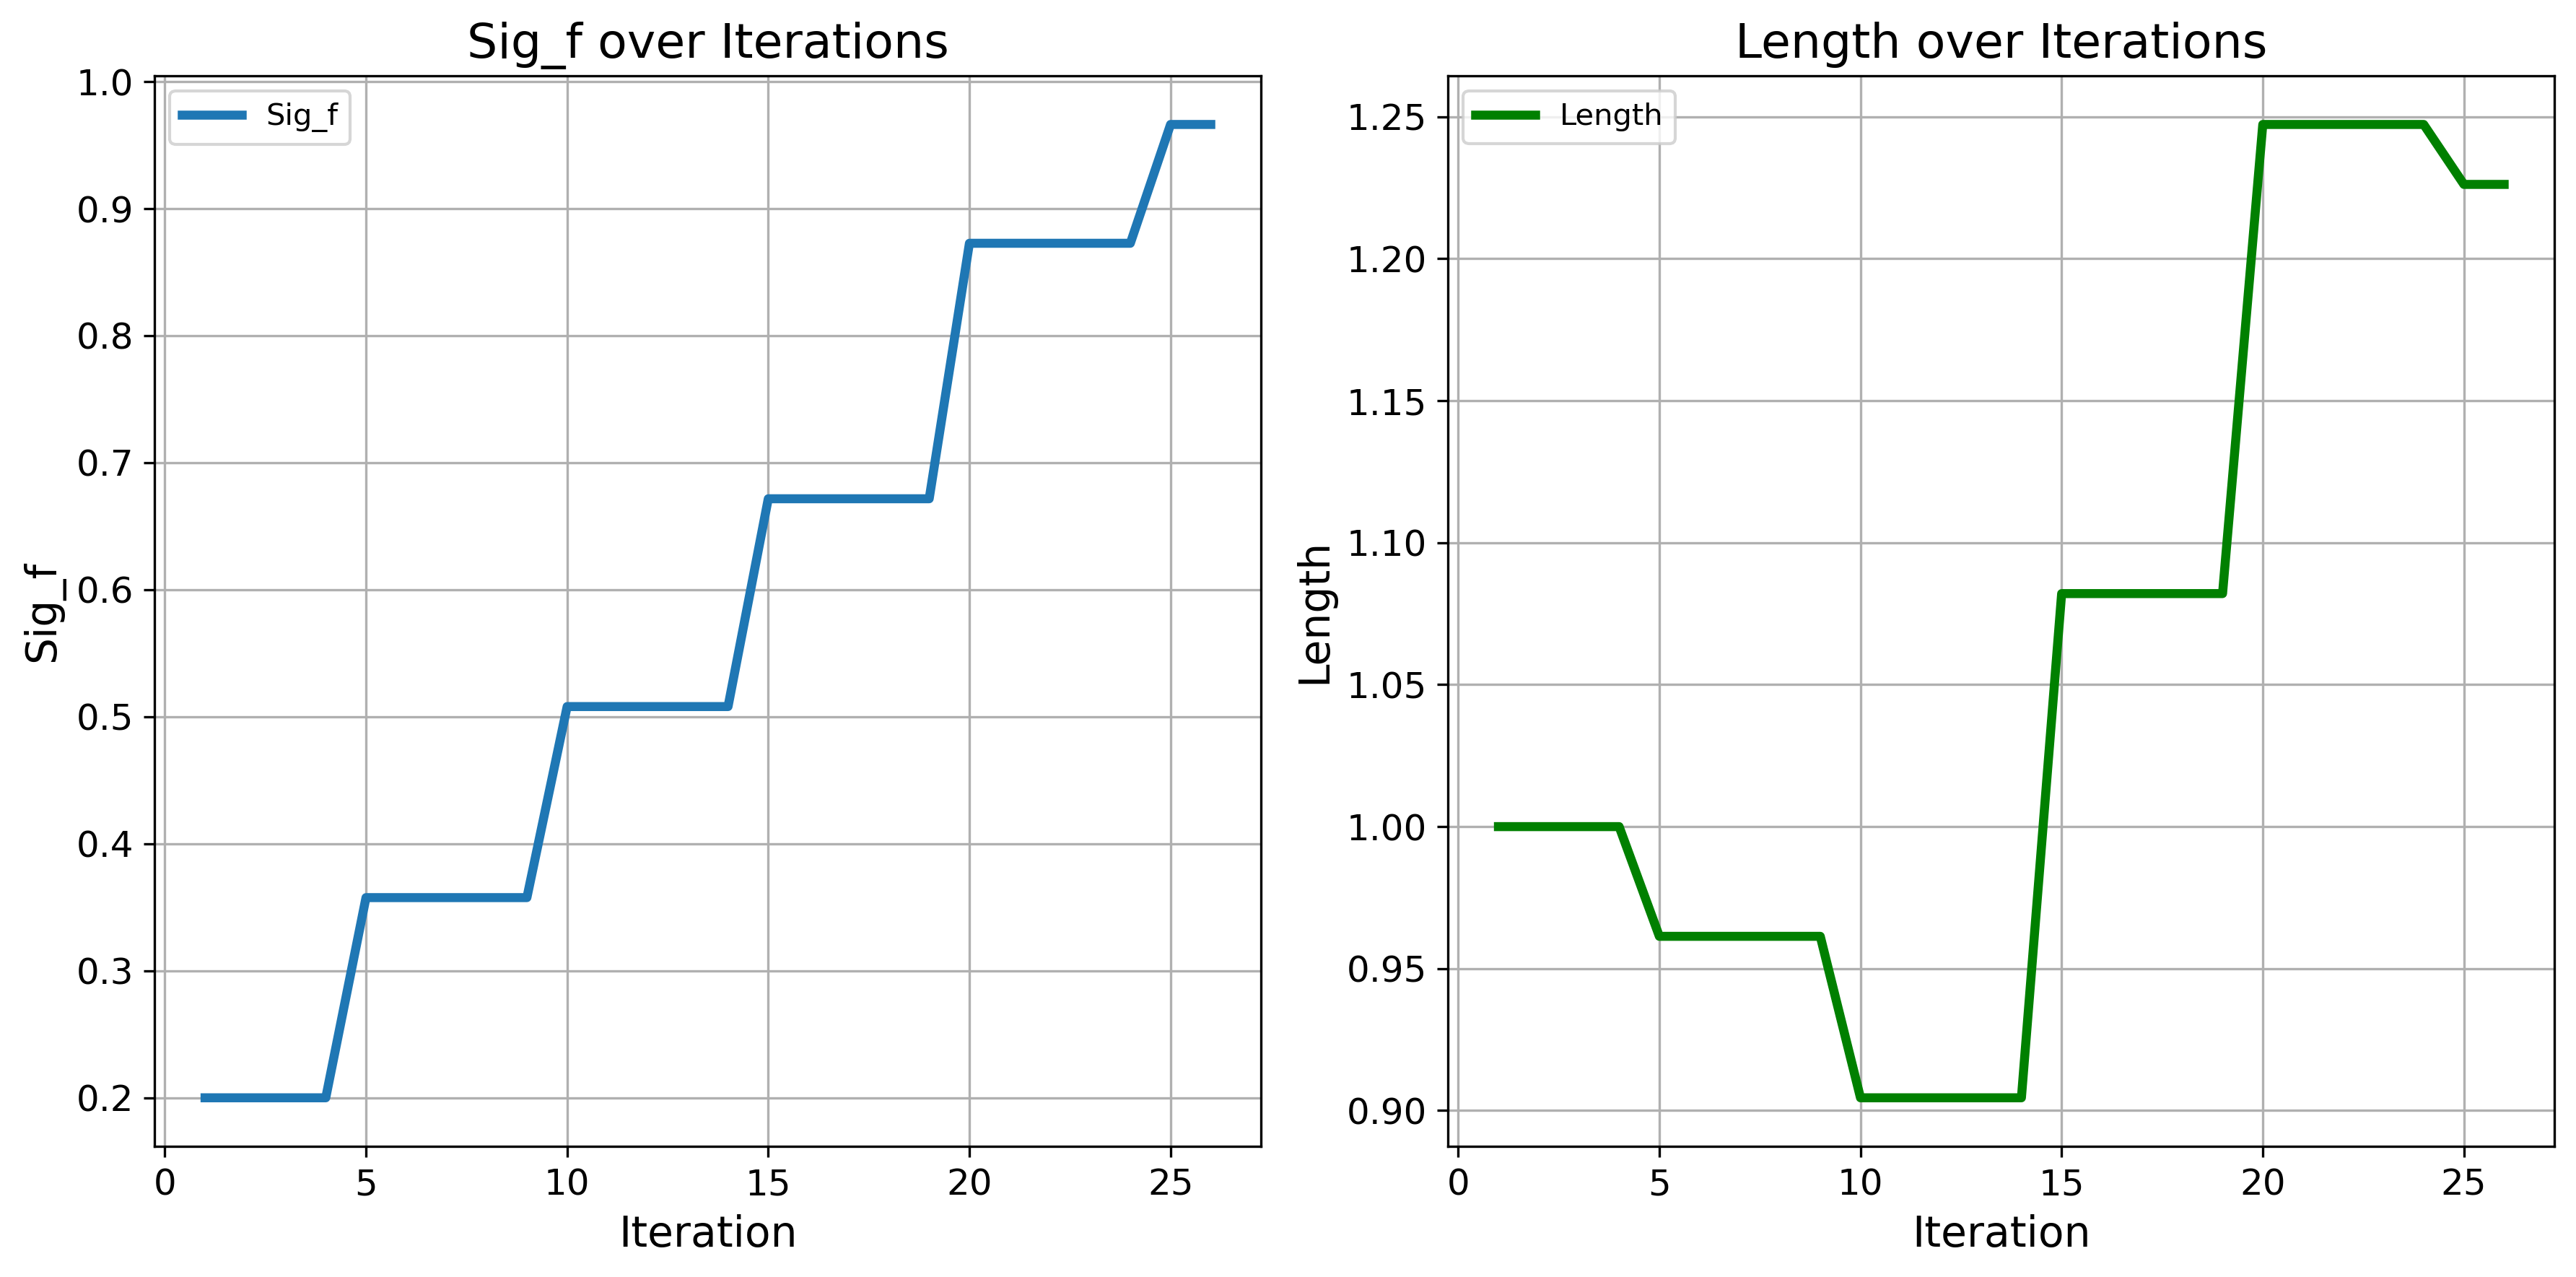 Sig_f over Iterations
Sig_f
1.0
0.9
0.8
0.7
0.6
0.5
0.4
0.3
0.2
Sig_f
0 5 10 15 20 25
Iteration
Length over Iterations
Length
1.25
1.20
1.15
1.10
1.05
1.00
0.95
0.90
Length
0 5 10 15 20 25
Iteration